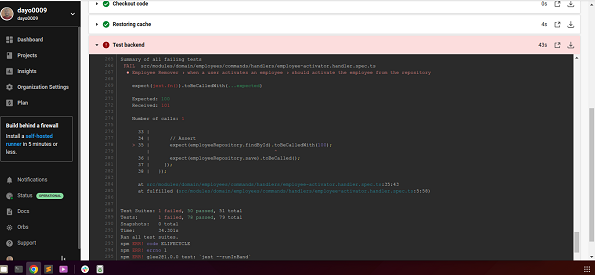 dayo0009
dayo0009
Dashboard
Projects
Insights
Organization Settings
Plan
Build behind a firewall
Install a self-hosted
runner in 5 minutes or
less.
Notifications
Status OPERATIONAL
Docs
Orbs
Support
Checkout code 0s
Restoring cache 4s
Test backend 43s
Summary of all failing tests
FAIL src/modules/domain/employees/commands/handlers/employee-activator.handler.spec.ts
● Employee Remover › when a user activates an employee › should activate the employee from the repository
expect(jest.fn()).toBeCalledWith(...expected)
Expected: 100
Received: 101
Number of calls: 1
33 |
34 | // Assert
> 35 | expect(employeeRepository.findById).toBeCalledWith(100);
|
36 | expect(employeeRepository.save).toBeCalled();
37 | });
38 | });
at src/modules/domain/employees/commands/handlers/employee-activator.handler.spec.ts:35:43
at fulfilled (src/modules/domain/employees/commands/handlers/employee-activator.handler.spec.ts:5:58)
Test Suites: 1 failed, 50 passed, 51 total
Tests: 1 failed, 78 passed, 79 total
Snapshots: 0 total
Time: 34.301s
Ran all test suites.
npm ERR! code ELIFECYCLE
npm ERR! errno 1
npm ERR! test: `jest --runInBand`